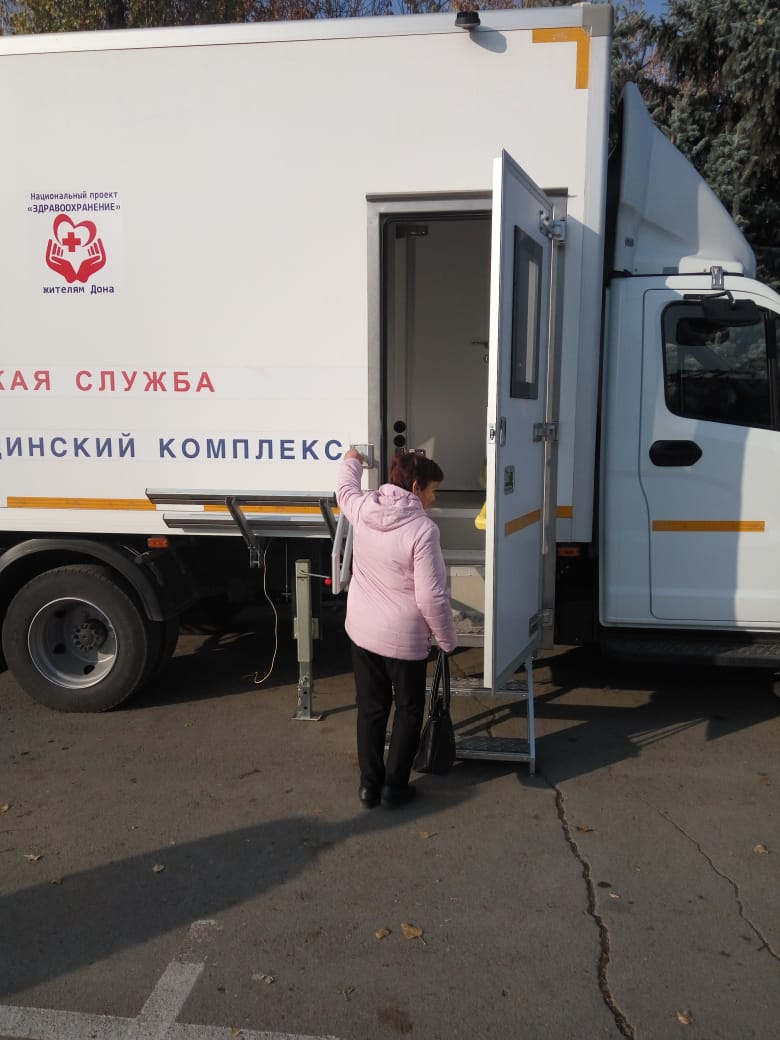 Национальный проект
«ЗДРАВООХРАНЕНИЕ»
жителям Дона
КАЯ СЛУЖБА
ДИНСКИЙ КОМПЛЕКС